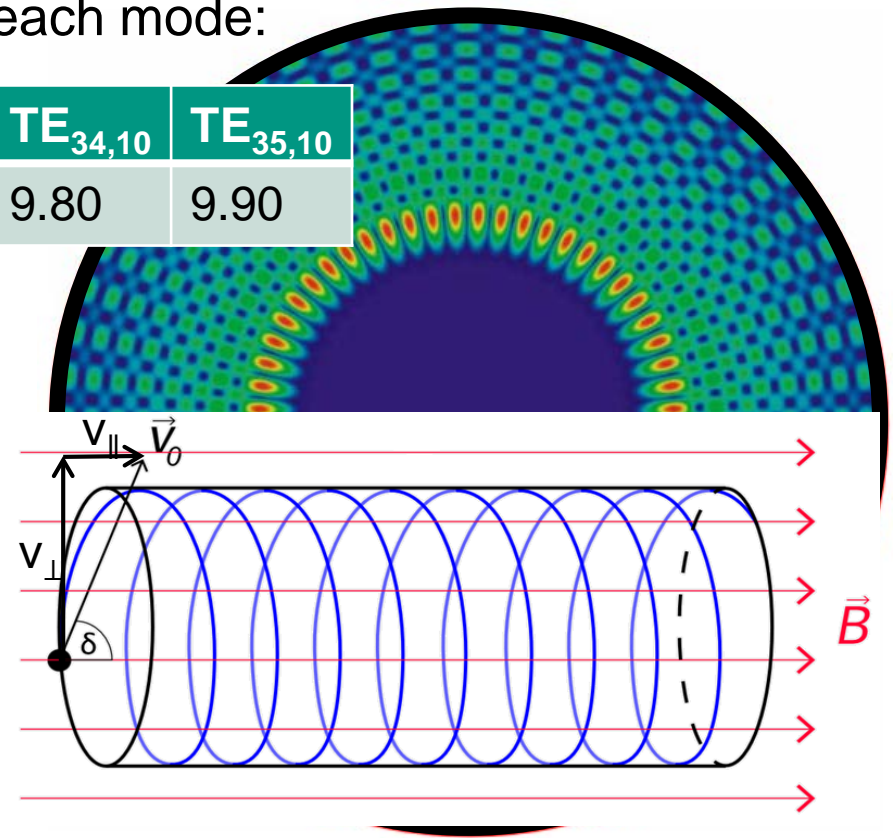 each mode:
TE34,10 TE35,10
9.80 9.90
v∥ v⃗0
v⊥
δ
B⃗